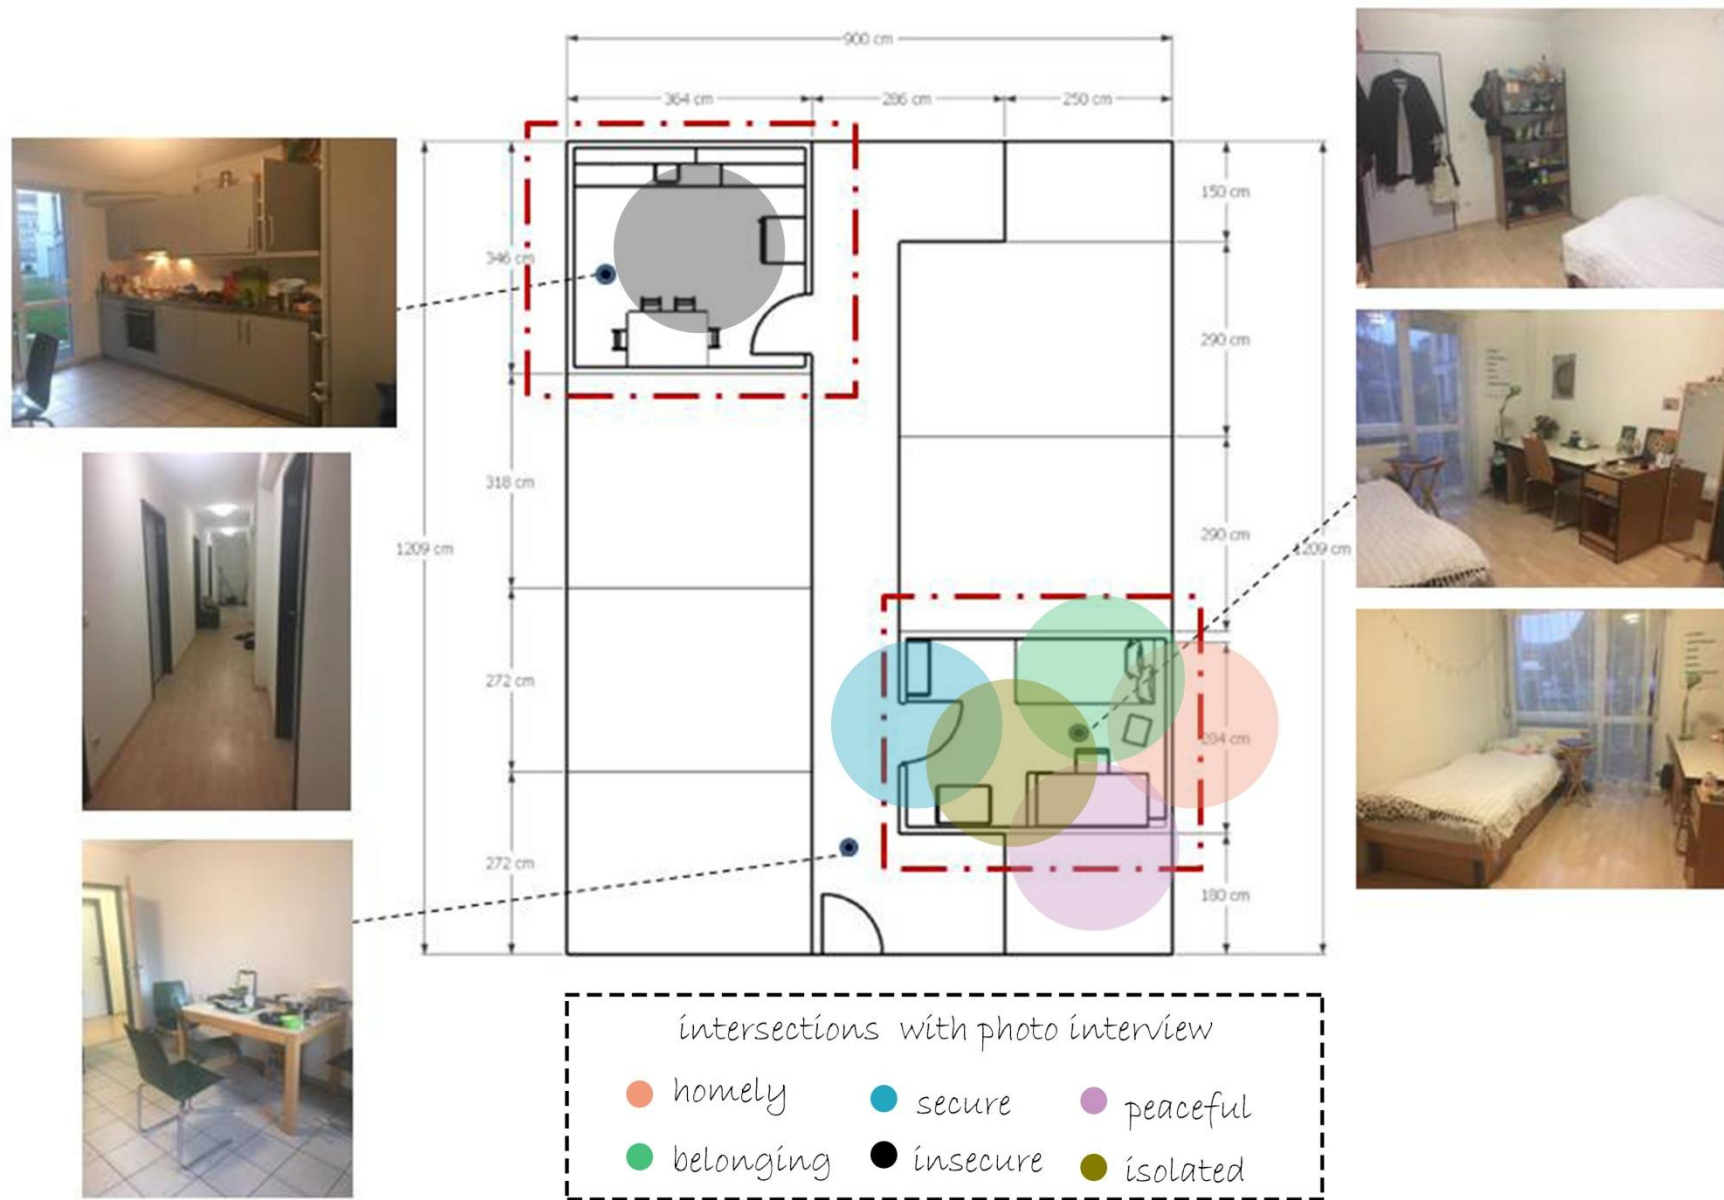 900 cm
364 cm
286 cm
250 cm
150 cm
346 cm
290 cm
318 cm
290 cm
1209 cm
1209 cm
272 cm
284 cm
272 cm
180 cm
intersections with photo interview
homely
secure
peaceful
belonging
insecure
isolated